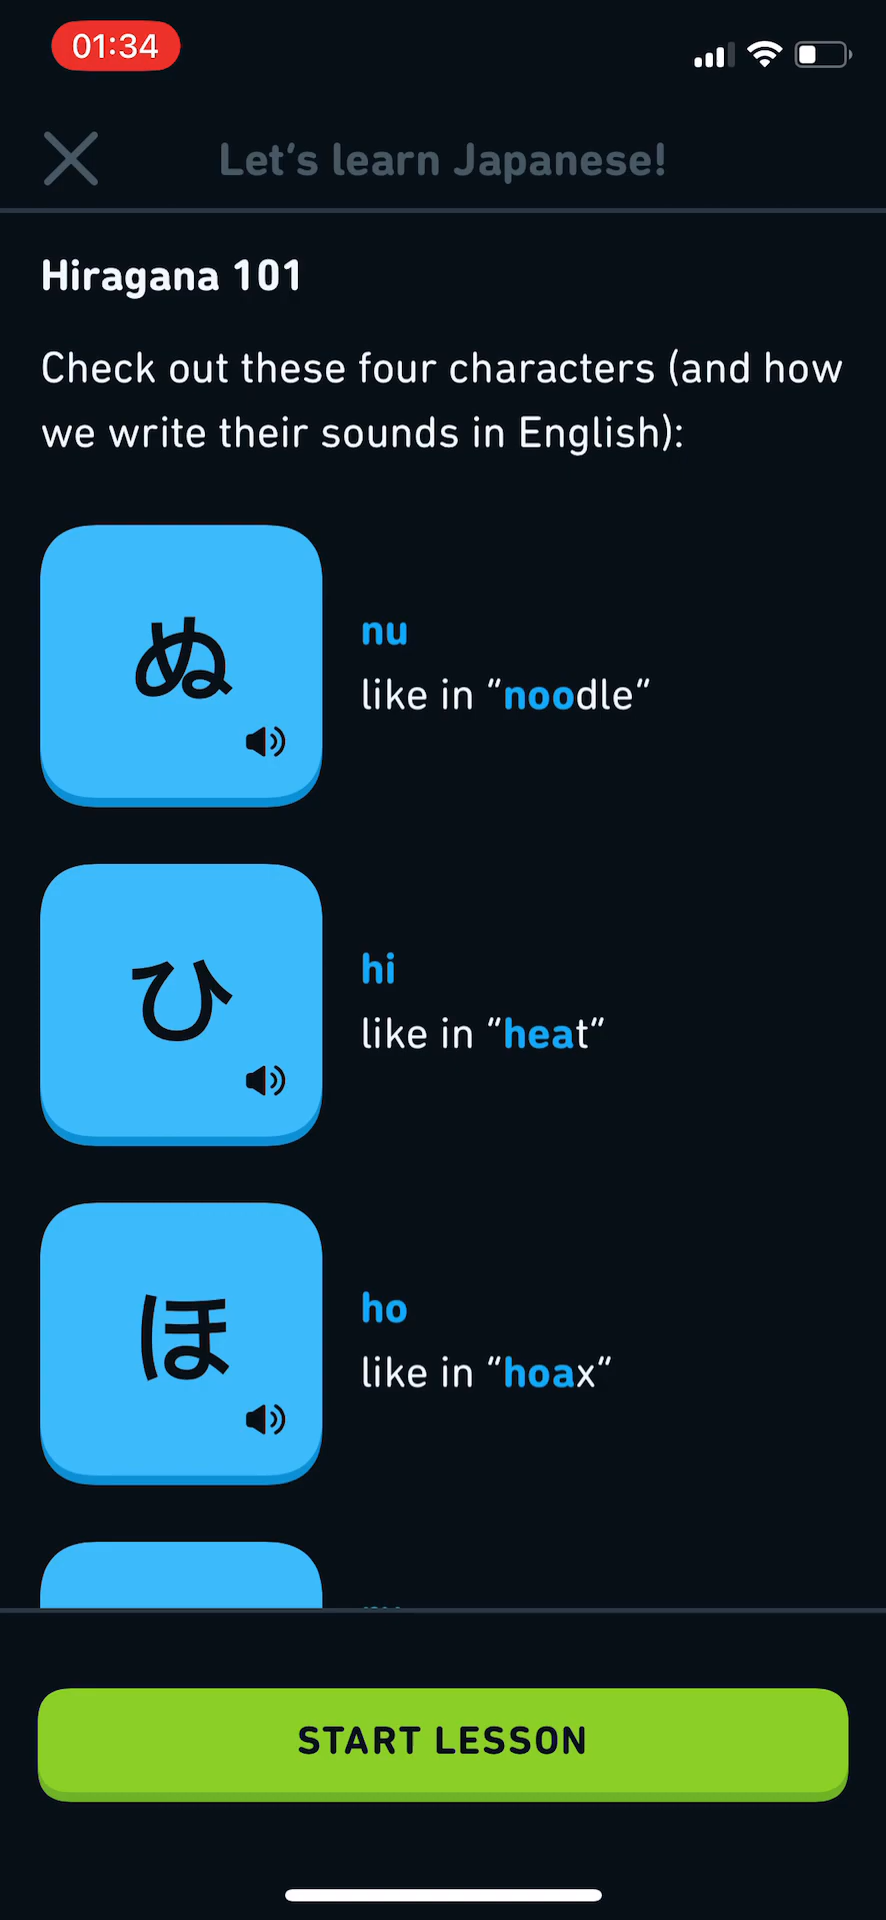 01:34
Let's learn Japanese!
Hiragana 101
Check out these four characters (and how
we write their sounds in English):
ぬ
nu
like in "noodle"
ひ
hi
like in "heat"
ほ
ho
like in "hoax"
START LESSON